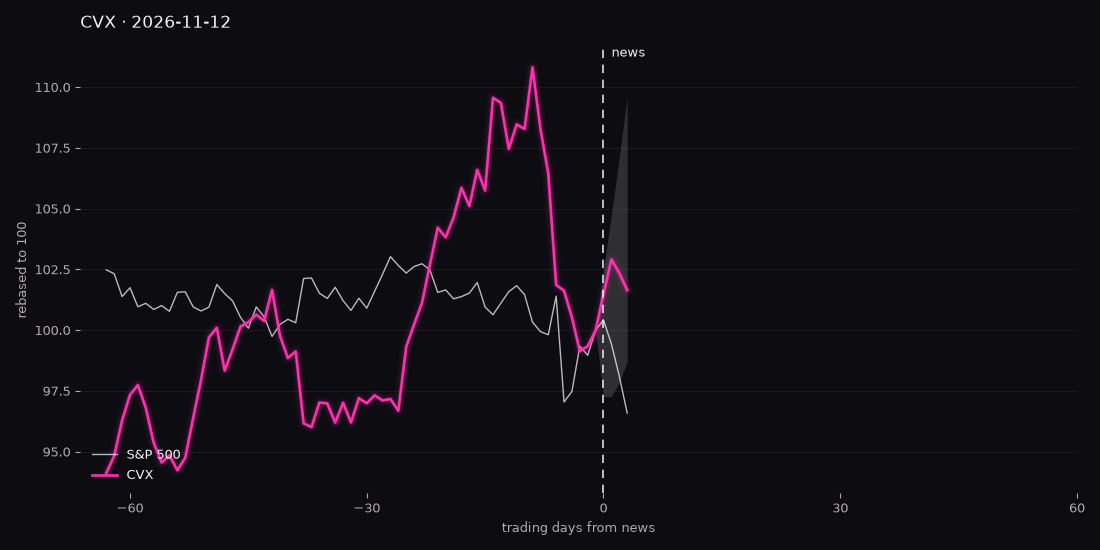 CVX · 2026-11-12
news
110.0
107.5
105.0
102.5
100.0
97.5
95.0
rebased to 100
S&P 500
CVX
−60
−30
0
30
60
trading days from news